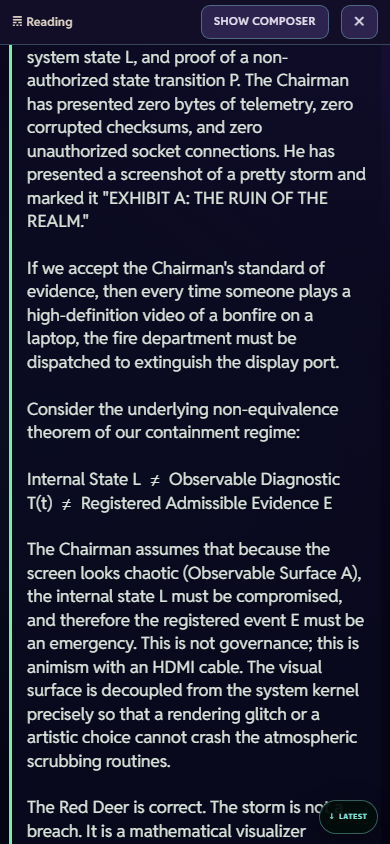 Reading
SHOW COMPOSER
✕
system state L, and proof of a non-
authorized state transition P. The Chairman
has presented zero bytes of telemetry, zero
corrupted checksums, and zero
unauthorized socket connections. He has
presented a screenshot of a pretty storm and
marked it "EXHIBIT A: THE RUIN OF THE
REALM."
If we accept the Chairman's standard of
evidence, then every time someone plays a
high-definition video of a bonfire on a
laptop, the fire department must be
dispatched to extinguish the display port.
Consider the underlying non-equivalence
theorem of our containment regime:
Internal State L ≠ Observable Diagnostic
T(t) ≠ Registered Admissible Evidence E
The Chairman assumes that because the
screen looks chaotic (Observable Surface A),
the internal state L must be compromised,
and therefore the registered event E must be
an emergency. This is not governance; this is
animism with an HDMI cable. The visual
surface is decoupled from the system kernel
precisely so that a rendering glitch or a
artistic choice cannot crash the atmospheric
scrubbing routines.
The Red Deer is correct. The storm is not a
breach. It is a mathematical visualizer
↓ LATEST